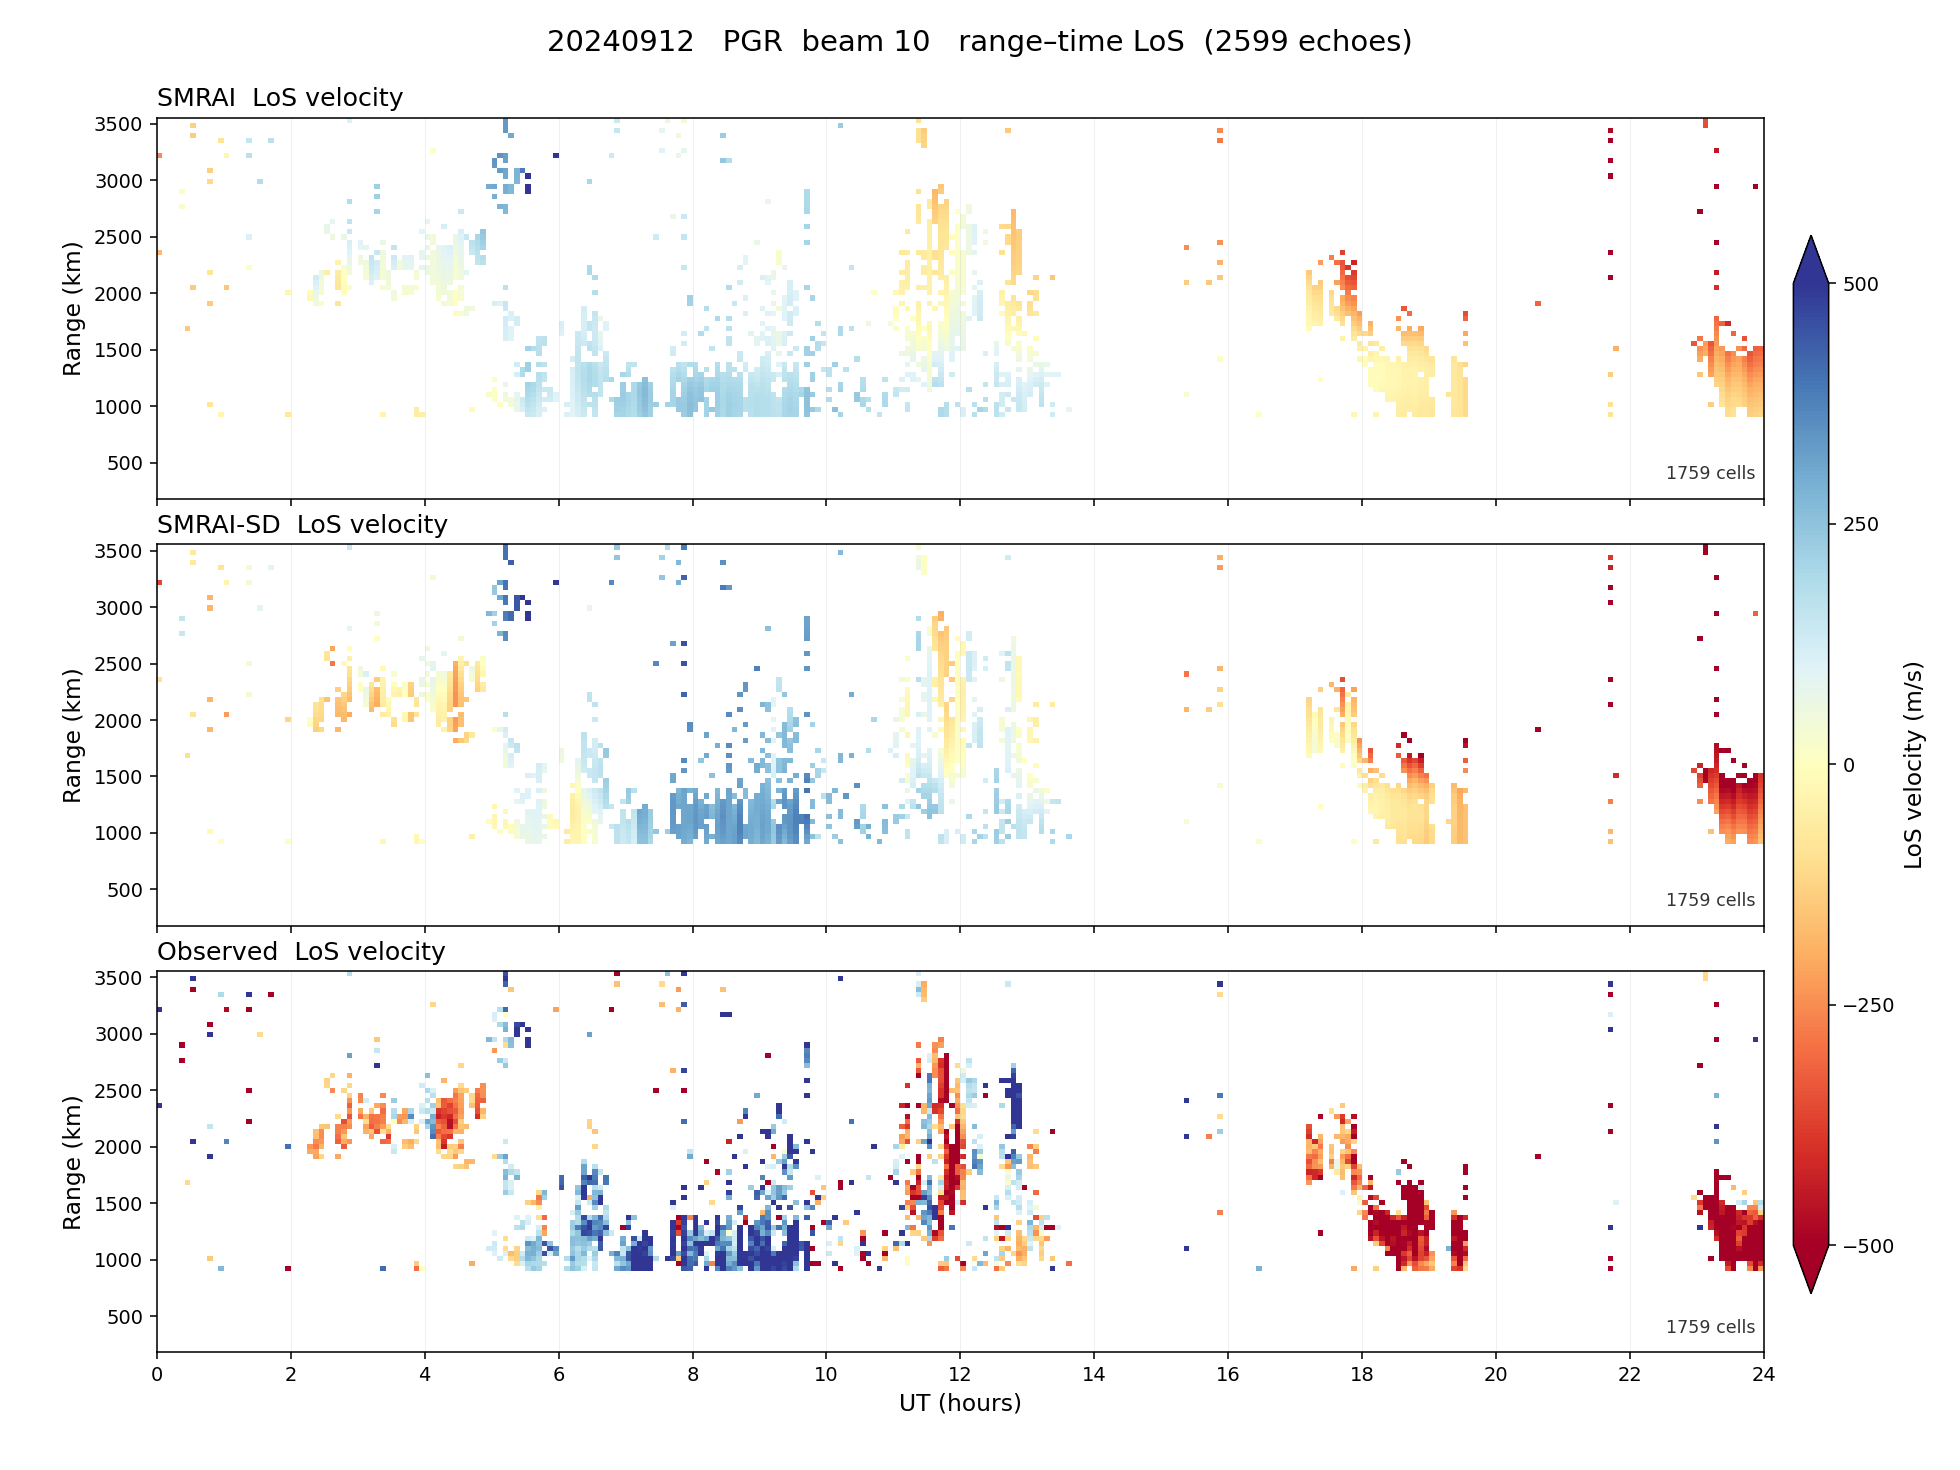 20240912 PGR beam 10 range–time LoS (2599 echoes)
SMRAI LoS velocity
3500
3000
2500
2000
1500
1000
500
Range (km)
1759 cells
SMRAI-SD LoS velocity
3500
3000
2500
2000
1500
1000
500
Range (km)
1759 cells
Observed LoS velocity
3500
3000
2500
2000
1500
1000
500
Range (km)
1759 cells
0 2 4 6 8 10 12 14 16 18 20 22 24
UT (hours)
500
250
0
−250
−500
LoS velocity (m/s)